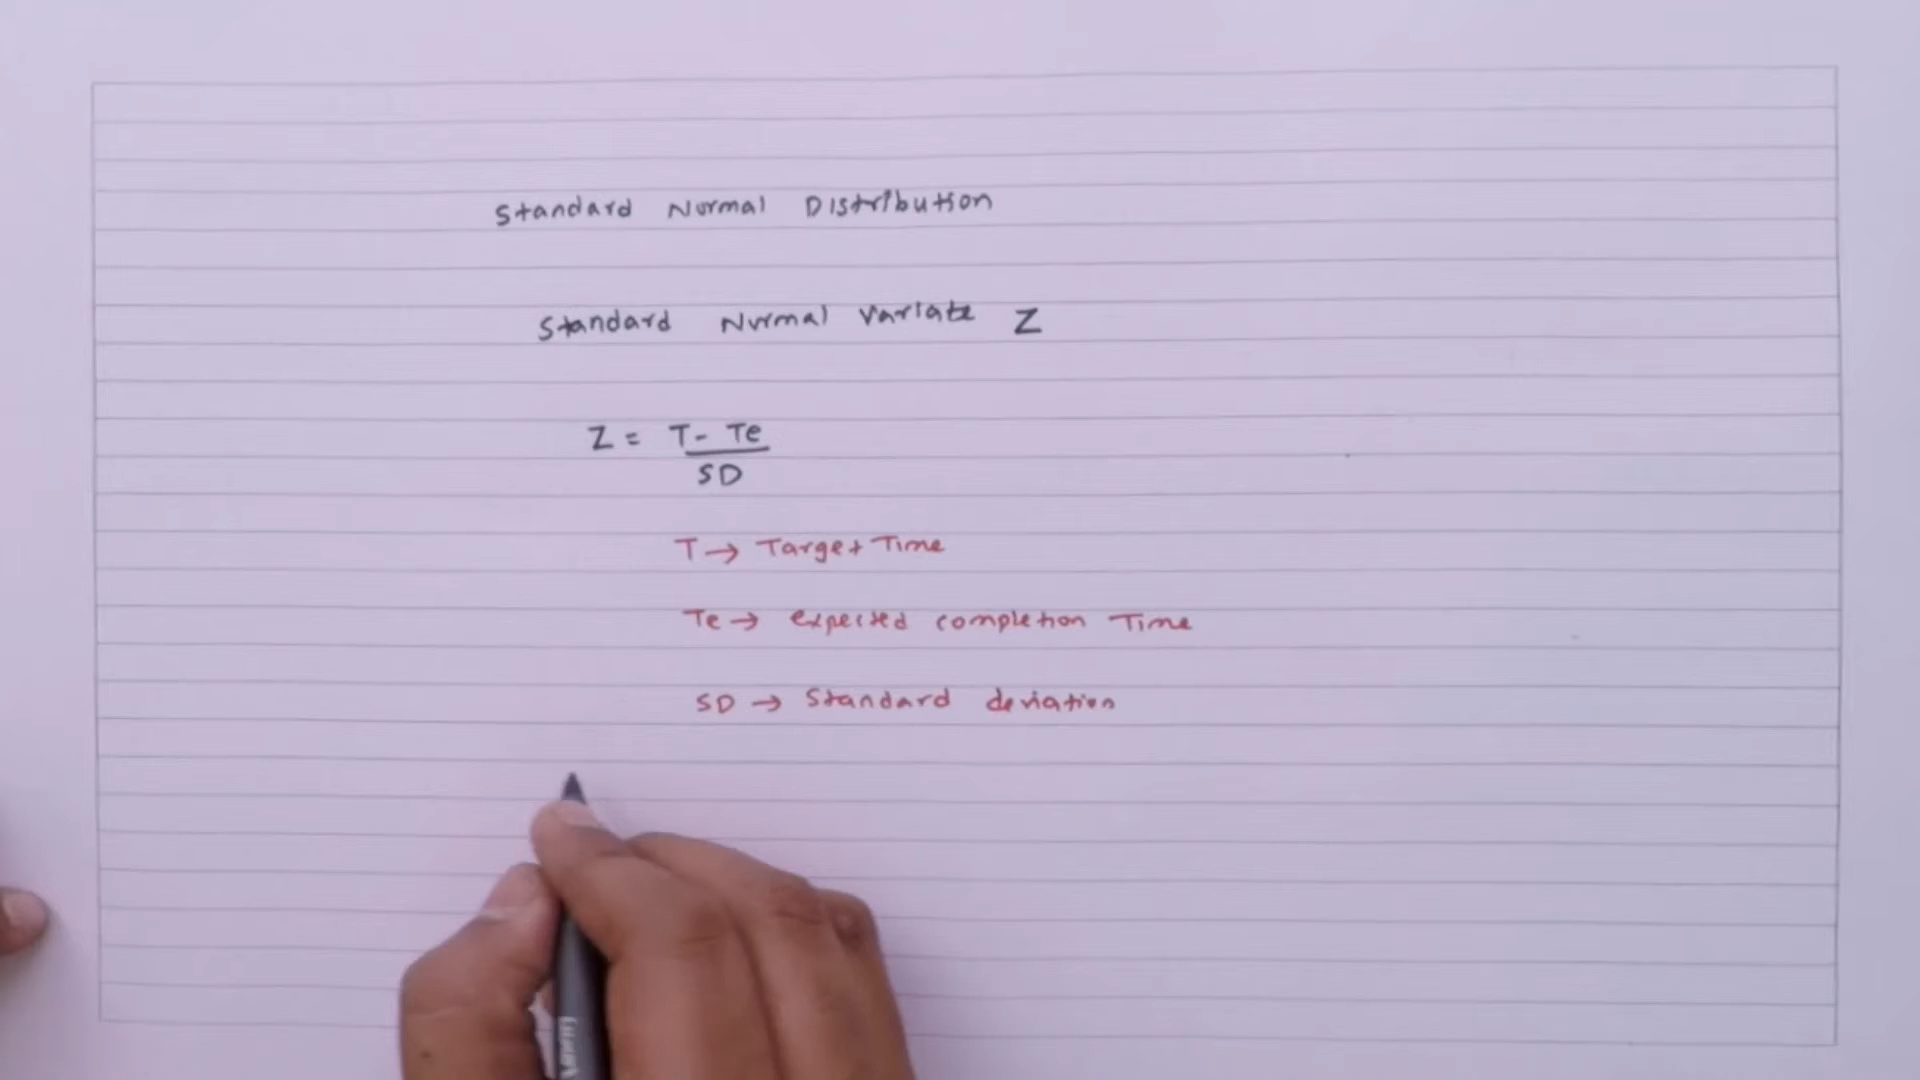 Standard Normal Distribution
Standard Normal Variate Z
Z = T - Te
SD
T → Target Time
Te → expected completion Time
SD → Standard deviation